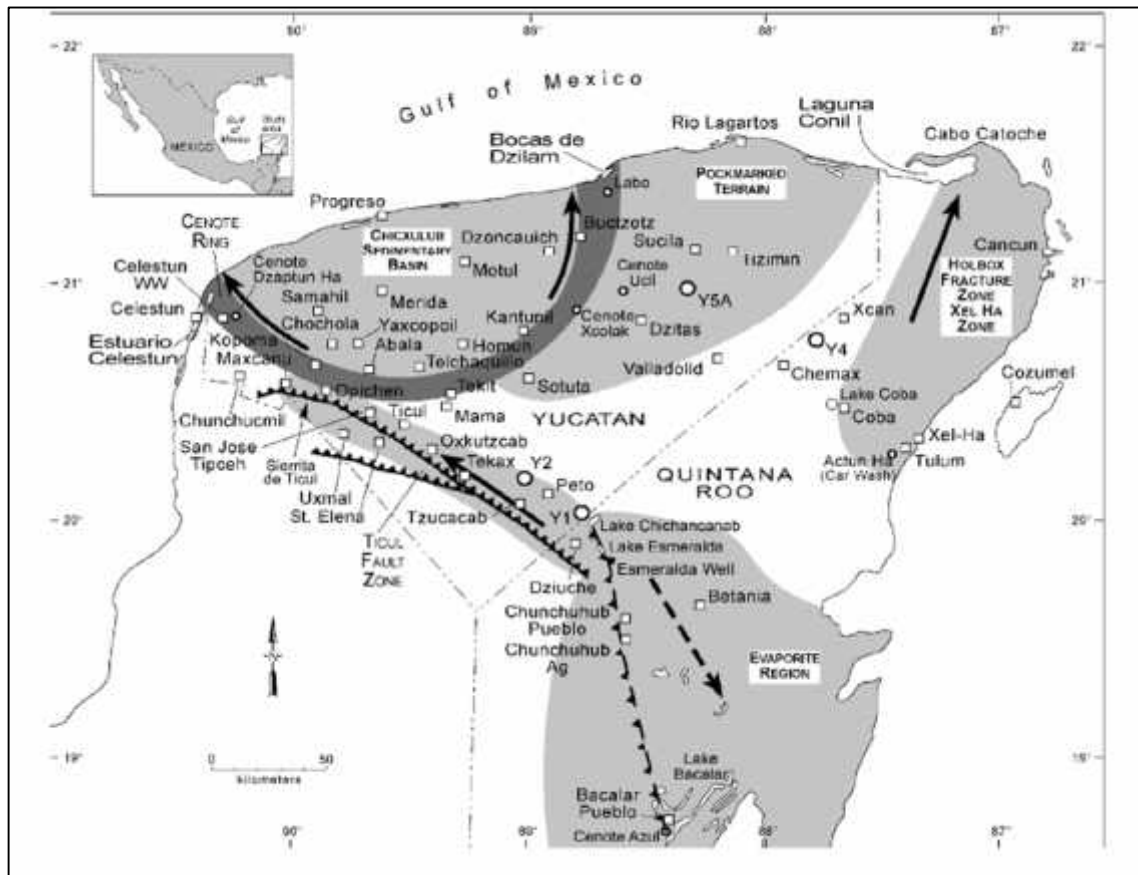 90°
89°
88°
87°
22°
22°
Gulf of Mexico
Gulf
of
Mexico
Study
area
MEXICO
Laguna
Conil
Cabo Catoche
Rio Lagartos
Bocas de
Dzilam
POCKMARKED
TERRAIN
Labo
Progreso
CENOTE
RING
CHICXULUB
SEDIMENTARY
BASIN
Dzoncauich
Buctzotz
Sucila
Tizimin
Cancun
Celestun
WW
Cenote
Dzaptun Ha
Motul
Cenote
Ucil
21°
21°
HOLBOX
FRACTURE
ZONE
XEL HA
ZONE
Samahil
Merida
Y5A
Celestun
Chochola
Yaxcopoil
Kantunil
Cenote
Xcolak
Dzitas
Xcan
Estuario
Celestun
Kopoma
Abala
Homun
Y4
Maxcanu
Telchaquillo
Valladolid
Chemax
Cozumel
Opichen
Tekit
Sotuta
Lake Coba
Coba
Chunchucmil
Ticul
Mama
YUCATAN
San Jose
Tipceh
Oxkutzcab
Xel-Ha
Sierrita
de Ticul
Tekax
Y2
QUINTANA
ROO
Actun Ha
(Car Wash)
Tulum
Uxmal
St. Elena
Peto
Tzucacab
Y1
20°
20°
Lake Chichancanab
TICUL
FAULT
ZONE
Lake Esmeralda
Esmeralda Well
Dziuche
Betania
Chunchuhub
Pueblo
Chunchuhub
Ag
EVAPORITE
REGION
19°
19°
0
50
kilometers
Lake
Bacalar
Bacalar
Pueblo
Cenote Azul
90
89
88
87°